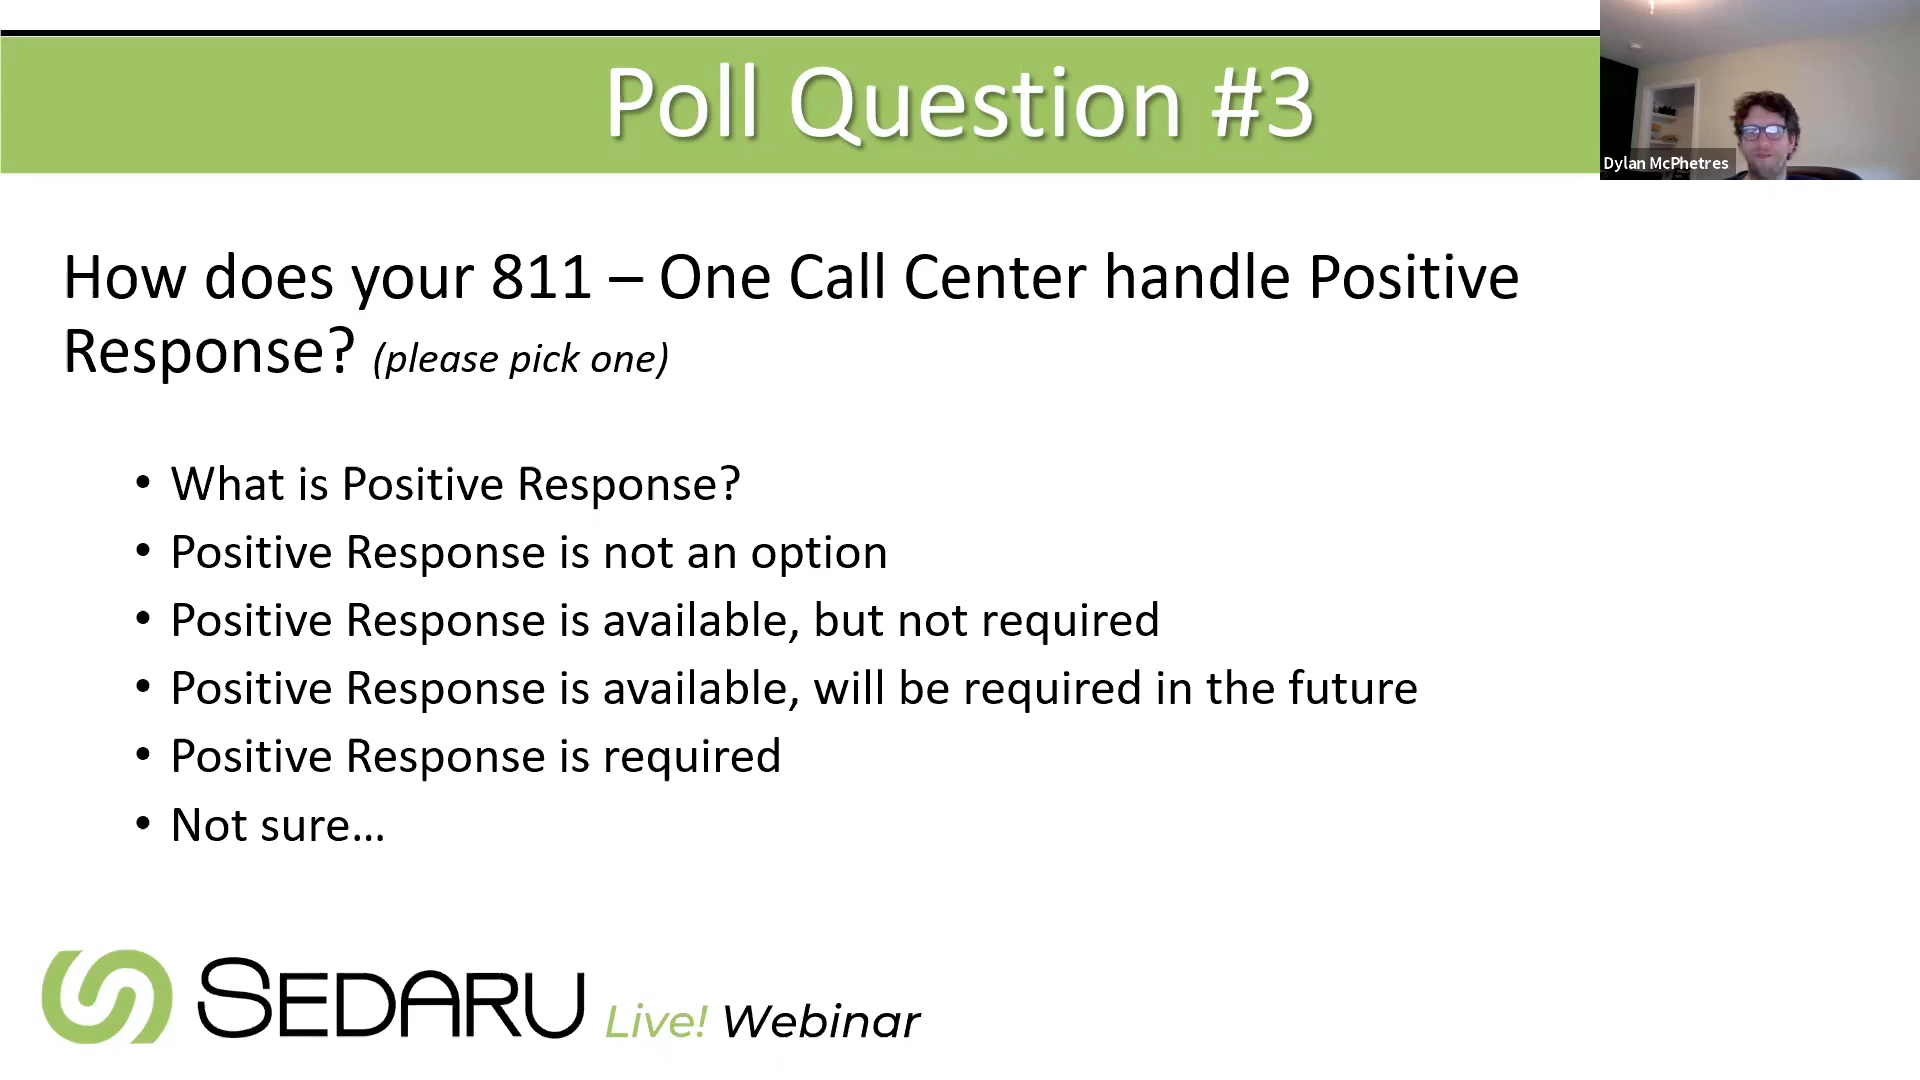 Poll Question #3
Dylan McPhetres
How does your 811 – One Call Center handle Positive
Response? (please pick one)
• What is Positive Response?
• Positive Response is not an option
• Positive Response is available, but not required
• Positive Response is available, will be required in the future
• Positive Response is required
• Not sure…
SEDARU Live! Webinar